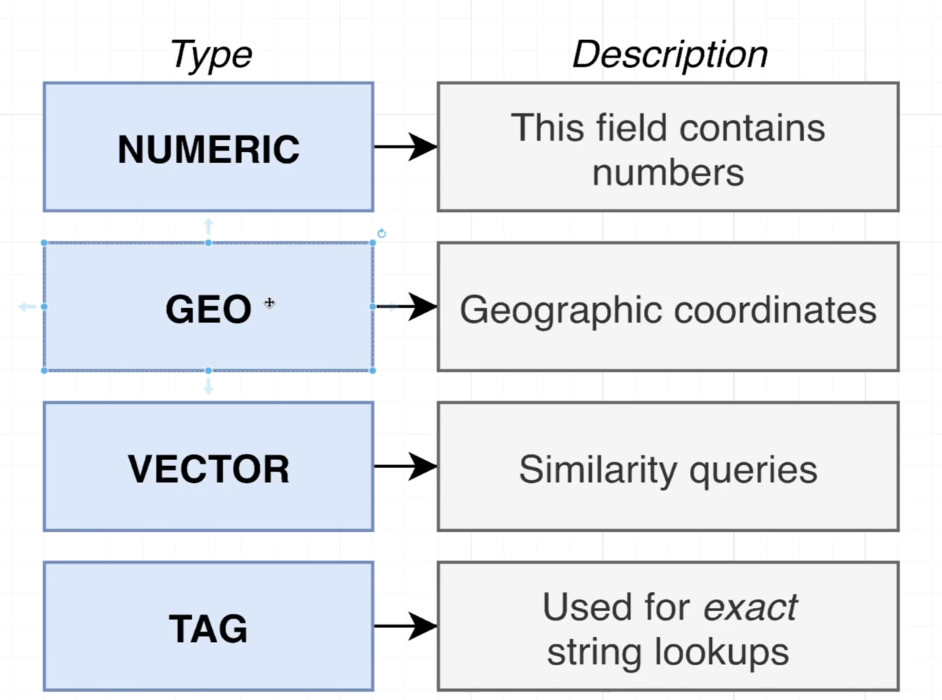 Type
Description
NUMERIC
This field contains
numbers
GEO
Geographic coordinates
VECTOR
Similarity queries
TAG
Used for exact
string lookups